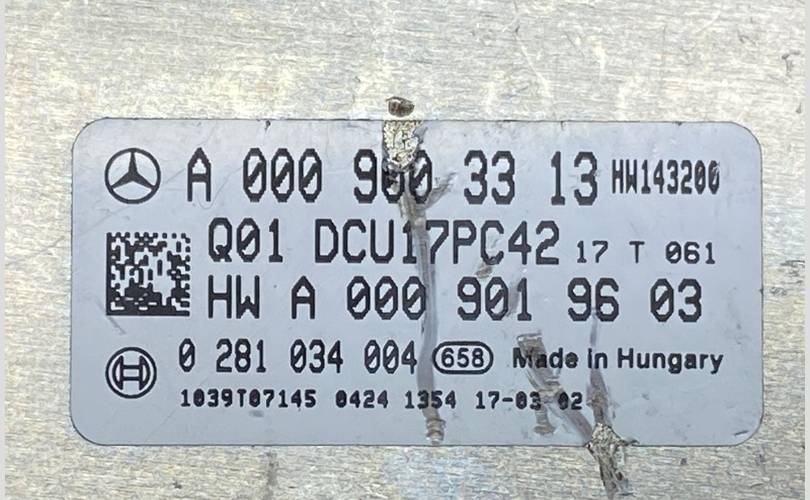 A 000 900 33 13 HW143200
Q01 DCU17PC42 17 T 061
HW A 000 901 96 03
0 281 034 004 658 Made in Hungary
1039T07145 0424 1354 17-03 02